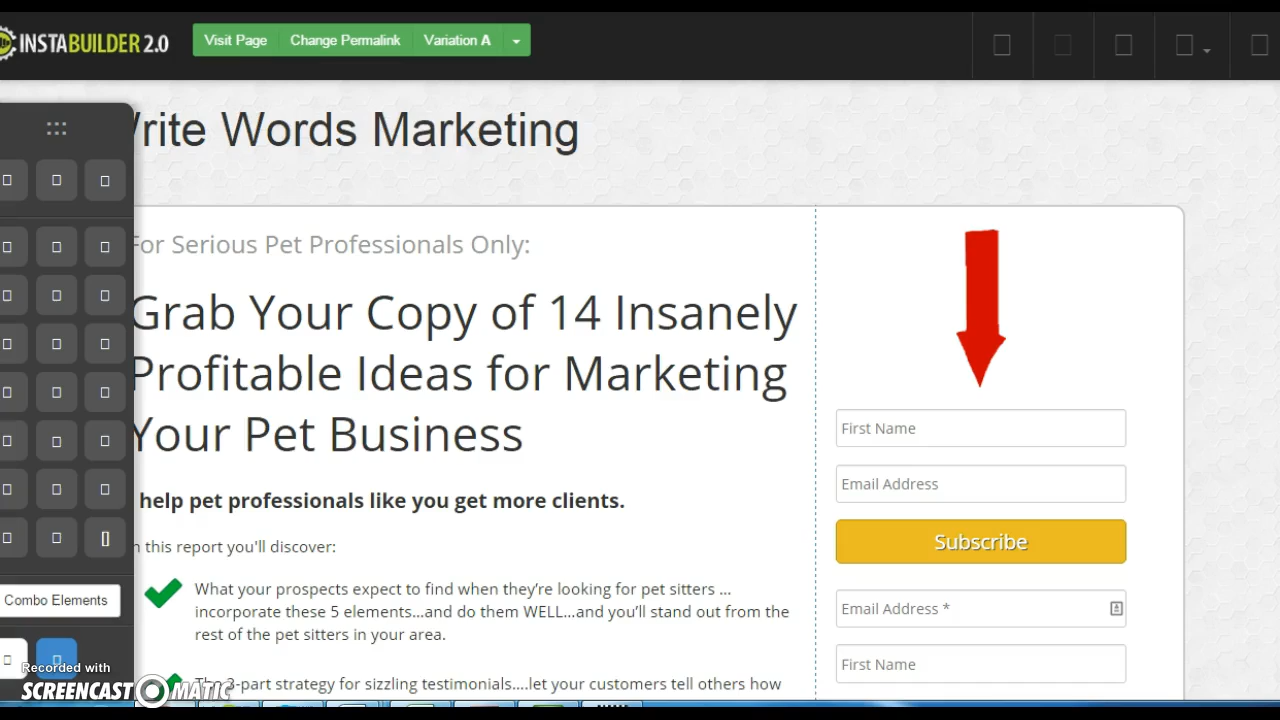 INSTABUILDER 2.0
Visit Page
Change Permalink
Variation A
rite Words Marketing
For Serious Pet Professionals Only:
Grab Your Copy of 14 Insanely
Profitable Ideas for Marketing
Your Pet Business
help pet professionals like you get more clients.
n this report you'll discover:
What your prospects expect to find when they're looking for pet sitters ...
incorporate these 5 elements...and do them WELL...and you'll stand out from the
rest of the pet sitters in your area.
The 3-part strategy for sizzling testimonials....let your customers tell others how
First Name
Email Address
Subscribe
Email Address *
First Name
Combo Elements
Recorded with
SCREENCAST MATIC